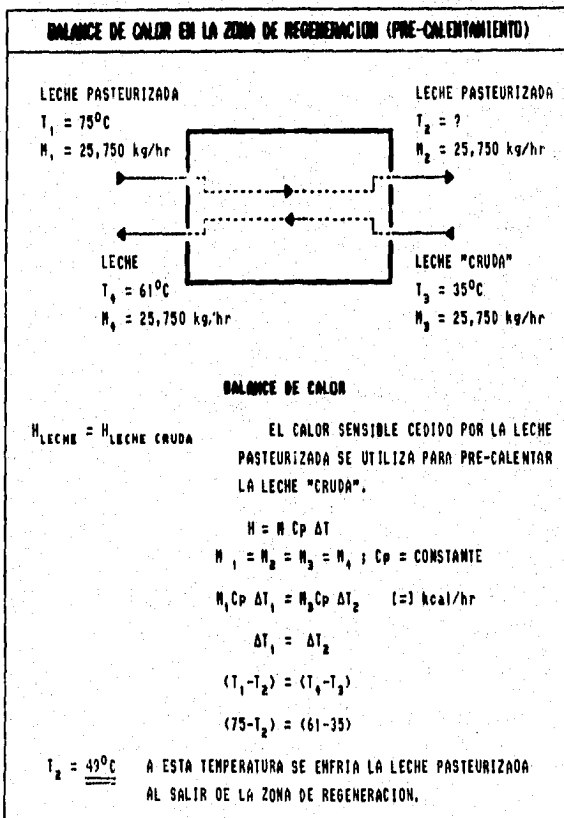 BALANCE DE CALOR EN LA ZONA DE REGENERACION (PRE-CALENTAMIENTO)
LECHE PASTEURIZADA
T1 = 75ºC
M1 = 25,750 kg/hr
LECHE PASTEURIZADA
T2 = ?
M2 = 25,750 kg/hr
LECHE
T4 = 61ºC
M4 = 25,750 kg/hr
LECHE "CRUDA"
T3 = 35ºC
M3 = 25,750 kg/hr
BALANCE DE CALOR
HLECHE = HLECHE CRUDA
EL CALOR SENSIBLE CEDIDO POR LA LECHE
PASTEURIZADA SE UTILIZA PARA PRE-CALENTAR
LA LECHE "CRUDA".
H = M Cp ΔT
M1 = M2 = M3 = M4 ; Cp = CONSTANTE
M1Cp ΔT1 = M3Cp ΔT2 [=] kcal/hr
ΔT1 = ΔT2
(T1-T2) = (T4-T3)
(75-T2) = (61-35)
T2 = 49ºC A ESTA TEMPERATURA SE ENFRIA LA LECHE PASTEURIZADA
AL SALIR DE LA ZONA DE REGENERACION.